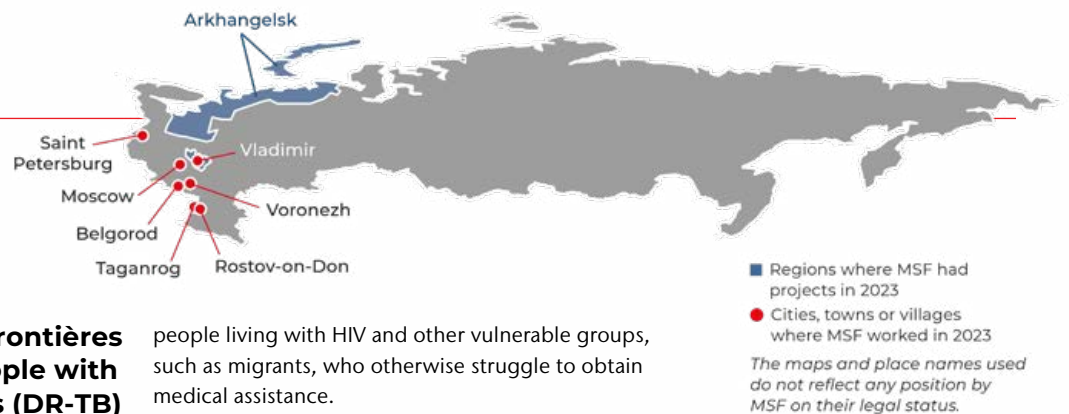 Arkhangelsk
Saint
Petersburg
Vladimir
Moscow
Voronezh
Belgorod
Taganrog
Rostov-on-Don
Regions where MSF had
projects in 2023
Cities, towns or villages
where MSF worked in 2023
The maps and place names used
do not reflect any position by
MSF on their legal status.
rontières
ple with
s (DR-TB)
people living with HIV and other vulnerable groups,
such as migrants, who otherwise struggle to obtain
medical assistance.